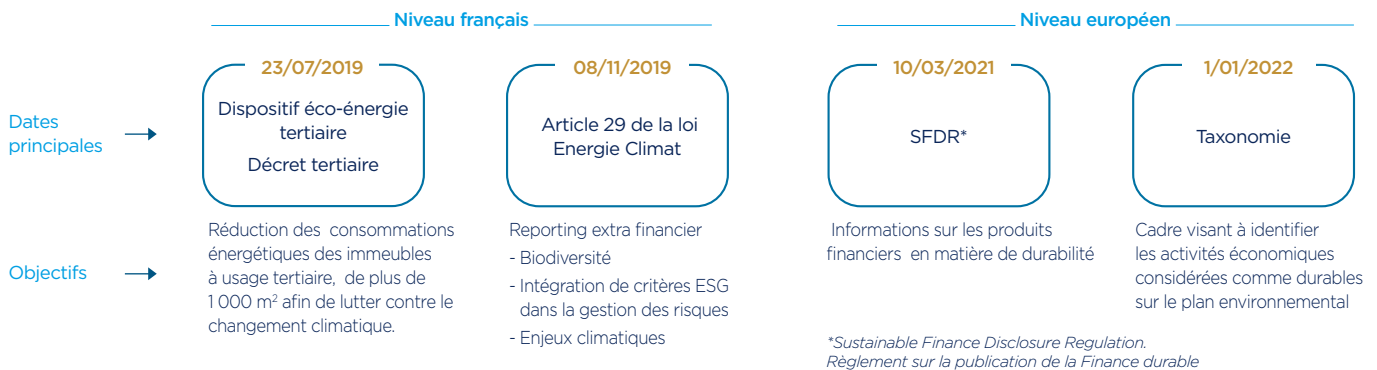 Niveau français
Niveau européen
Dates
principales
23/07/2019
Dispositif éco-énergie
tertiaire
Décret tertiaire
08/11/2019
Article 29 de la loi
Energie Climat
10/03/2021
SFDR*
1/01/2022
Taxonomie
Objectifs
Réduction des consommations
énergétiques des immeubles
à usage tertiaire, de plus de
1 000 m² afin de lutter contre le
changement climatique.
Reporting extra financier
- Biodiversité
- Intégration de critères ESG
dans la gestion des risques
- Enjeux climatiques
Informations sur les produits
financiers en matière de durabilité
Cadre visant à identifier
les activités économiques
considérées comme durables
sur le plan environnemental
*Sustainable Finance Disclosure Regulation.
Règlement sur la publication de la Finance durable